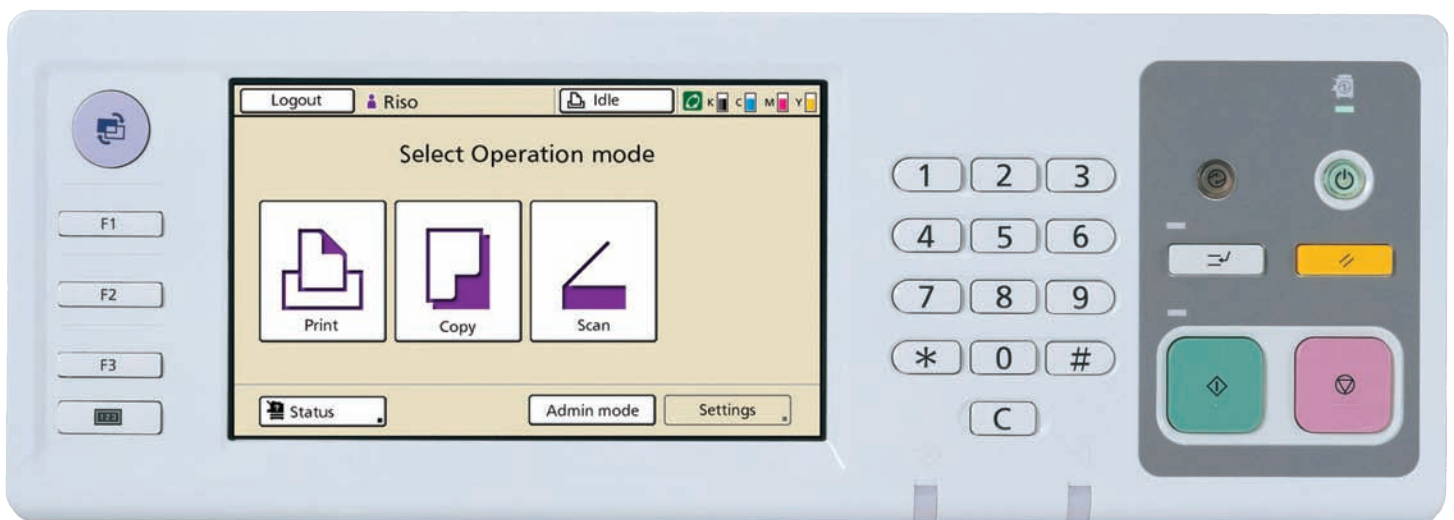 Logout
Riso
Idle
K C M Y
Select Operation mode
Print
Copy
Scan
Status
Admin mode
Settings
F1
F2
F3
123
1 2 3
4 5 6
7 8 9
* 0 #
C